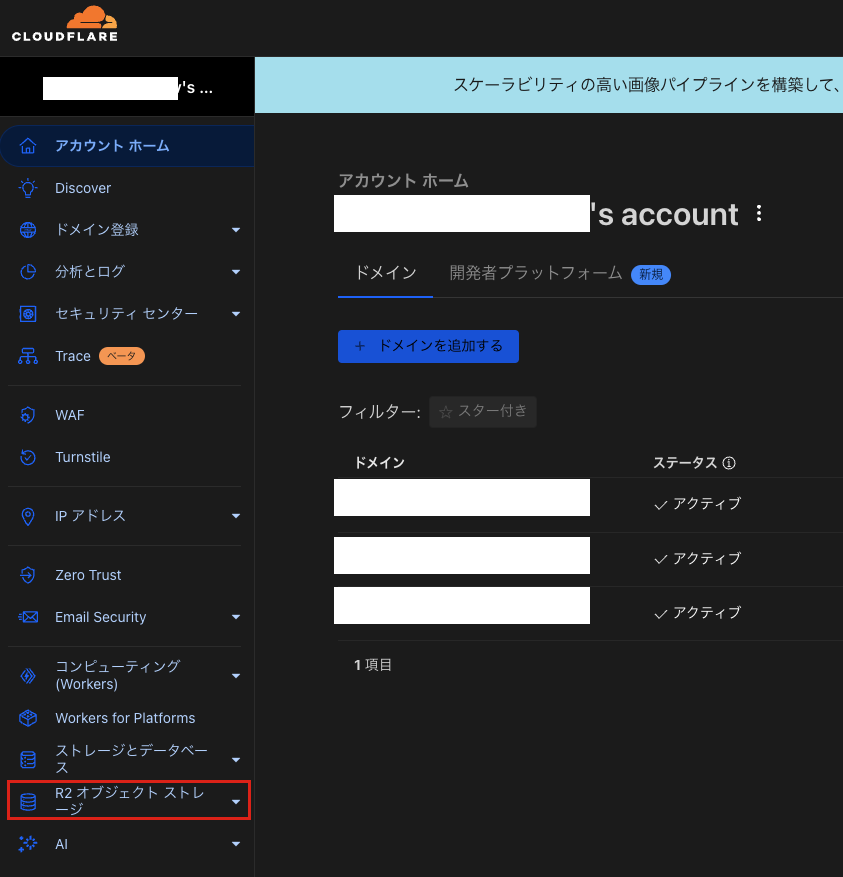 CLOUDFLARE
's ...
スケーラビリティの高い画像パイプラインを構築して、
アカウント ホーム
Discover
ドメイン登録
分析とログ
セキュリティ センター
Trace ベータ
WAF
Turnstile
IP アドレス
Zero Trust
Email Security
コンピューティング
(Workers)
Workers for Platforms
ストレージとデータベー
ス
R2 オブジェクト ストレ
ージ
AI
アカウント ホーム
's account
ドメイン 開発者プラットフォーム 新規
+ ドメインを追加する
フィルター: ☆ スター付き
ドメイン ステータス
アクティブ
アクティブ
アクティブ
1 項目